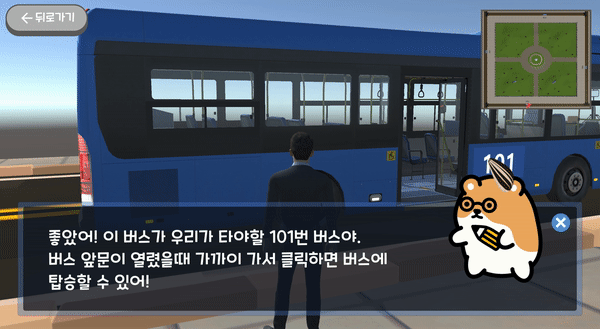 ←뒤로가기
101
좋았어! 이 버스가 우리가 타야할 101번 버스야.
버스 앞문이 열렸을때 가까이 가서 클릭하면 버스에
탑승할 수 있어!